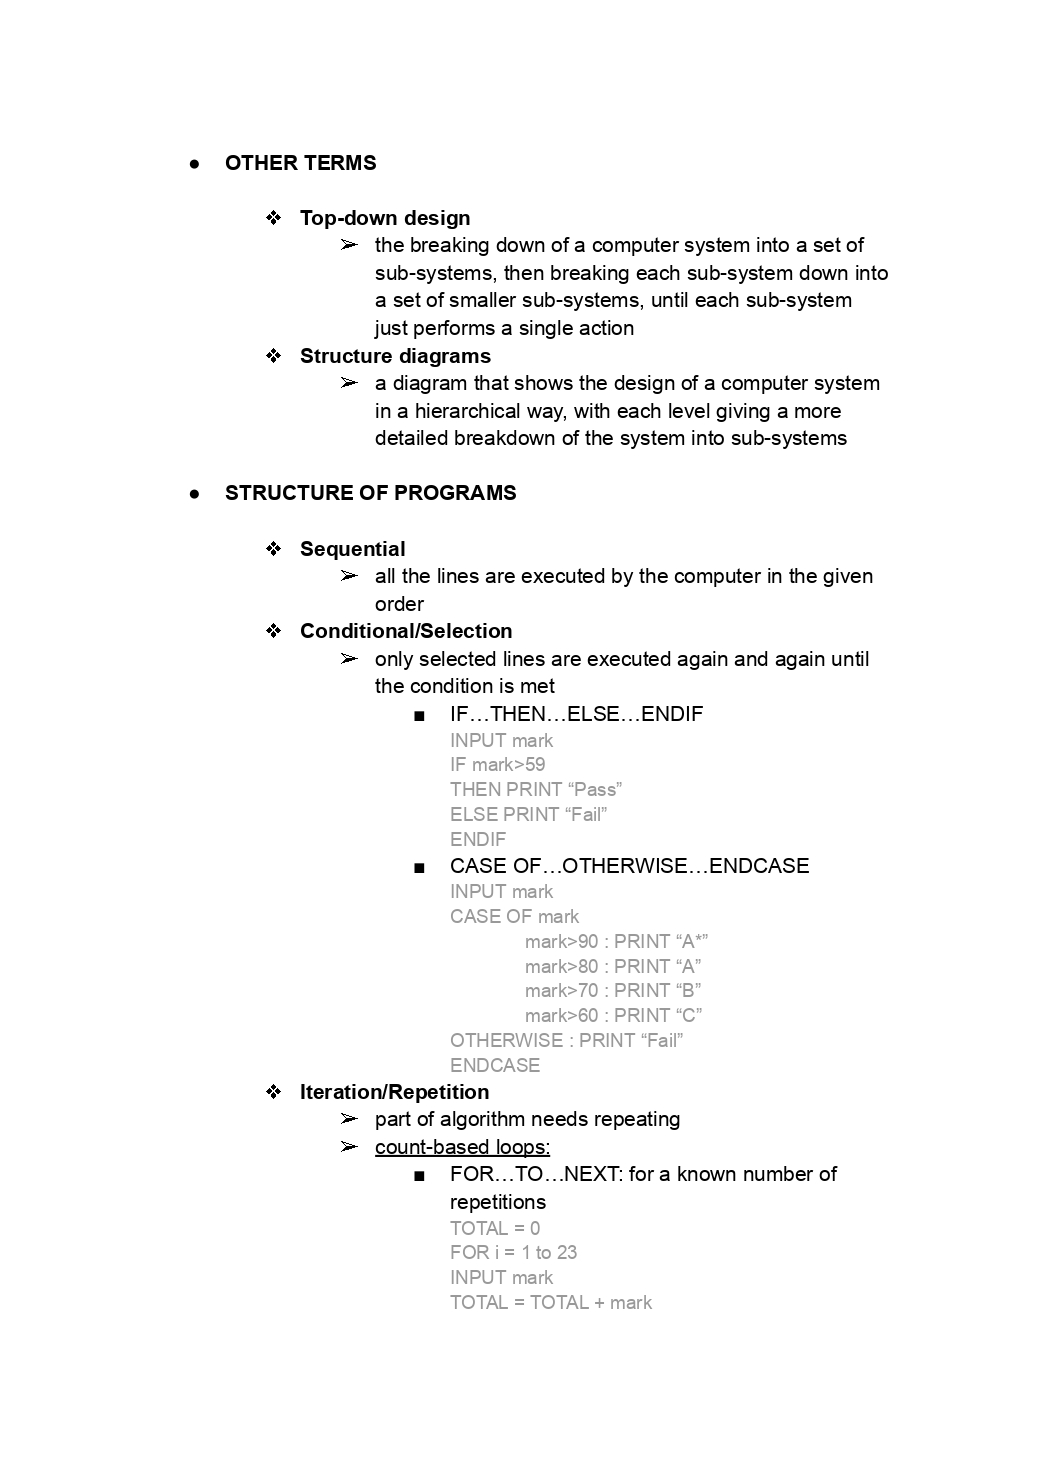 ● OTHER TERMS
❖ Top-down design
➢ the breaking down of a computer system into a set of
sub-systems, then breaking each sub-system down into
a set of smaller sub-systems, until each sub-system
just performs a single action
❖ Structure diagrams
➢ a diagram that shows the design of a computer system
in a hierarchical way, with each level giving a more
detailed breakdown of the system into sub-systems
● STRUCTURE OF PROGRAMS
❖ Sequential
➢ all the lines are executed by the computer in the given
order
❖ Conditional/Selection
➢ only selected lines are executed again and again until
the condition is met
■ IF…THEN…ELSE…ENDIF
INPUT mark
IF mark>59
THEN PRINT “Pass”
ELSE PRINT “Fail”
ENDIF
■ CASE OF…OTHERWISE…ENDCASE
INPUT mark
CASE OF mark
mark>90 : PRINT “A*”
mark>80 : PRINT “A”
mark>70 : PRINT “B”
mark>60 : PRINT “C”
OTHERWISE : PRINT “Fail”
ENDCASE
❖ Iteration/Repetition
➢ part of algorithm needs repeating
➢ count-based loops:
■ FOR…TO…NEXT: for a known number of
repetitions
TOTAL = 0
FOR i = 1 to 23
INPUT mark
TOTAL = TOTAL + mark